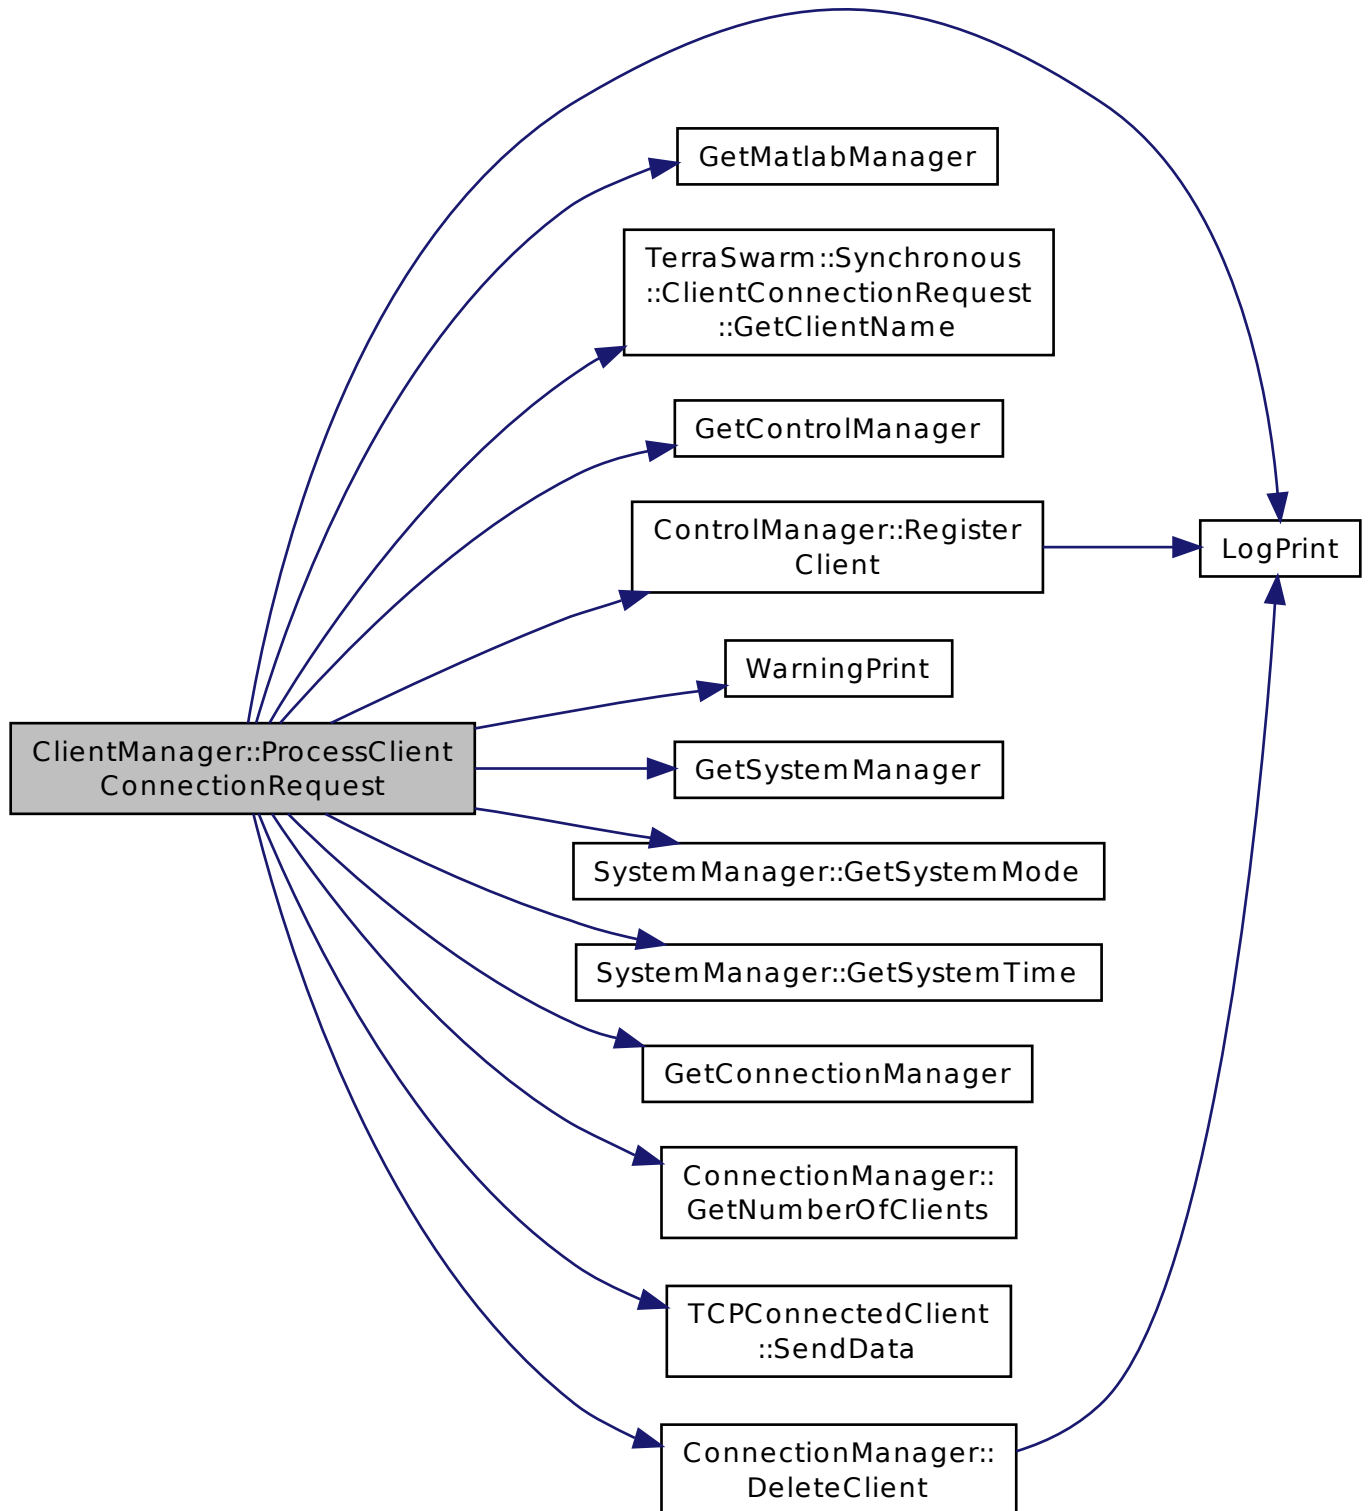 GetMatlabManager
TerraSwarm::Synchronous
::ClientConnectionRequest
::GetClientName
GetControlManager
ControlManager::Register
Client
LogPrint
WarningPrint
ClientManager::ProcessClient
ConnectionRequest
GetSystemManager
SystemManager::GetSystemMode
SystemManager::GetSystemTime
GetConnectionManager
ConnectionManager::
GetNumberOfClients
TCPConnectedClient
::SendData
ConnectionManager::
DeleteClient